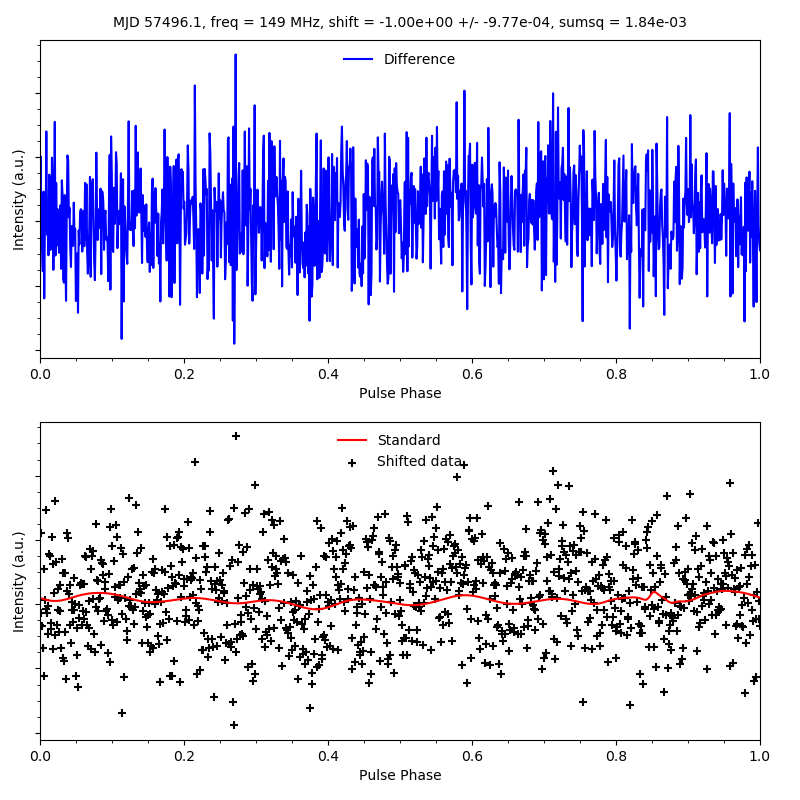 MJD 57496.1, freq = 149 MHz, shift = -1.00e+00 +/- -9.77e-04, sumsq = 1.84e-03
Difference
Intensity (a.u.)
0.0 0.2 0.4 0.6 0.8 1.0
Pulse Phase
Standard
Shifted data
Intensity (a.u.)
0.0 0.2 0.4 0.6 0.8 1.0
Pulse Phase